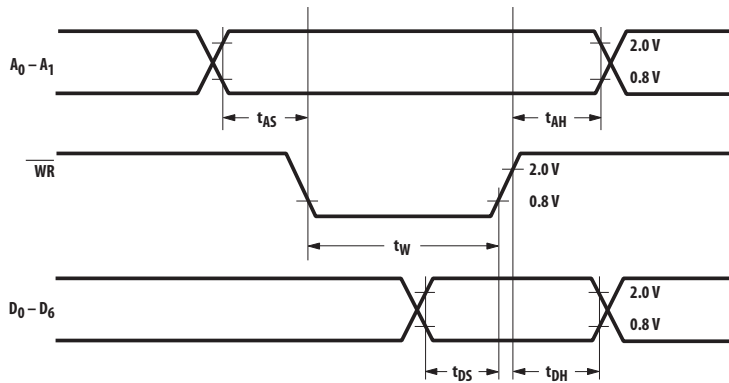 A₀ – A₁
2.0 V
0.8 V
tAS
tAH
WR
2.0 V
0.8 V
tW
D₀ – D₆
2.0 V
0.8 V
tDS
tDH